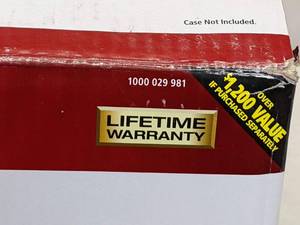 Case Not Included.
1000 029 981
OVER
$1,200 VALUE
IF PURCHASED SEPARATELY
LIFETIME
WARRANTY